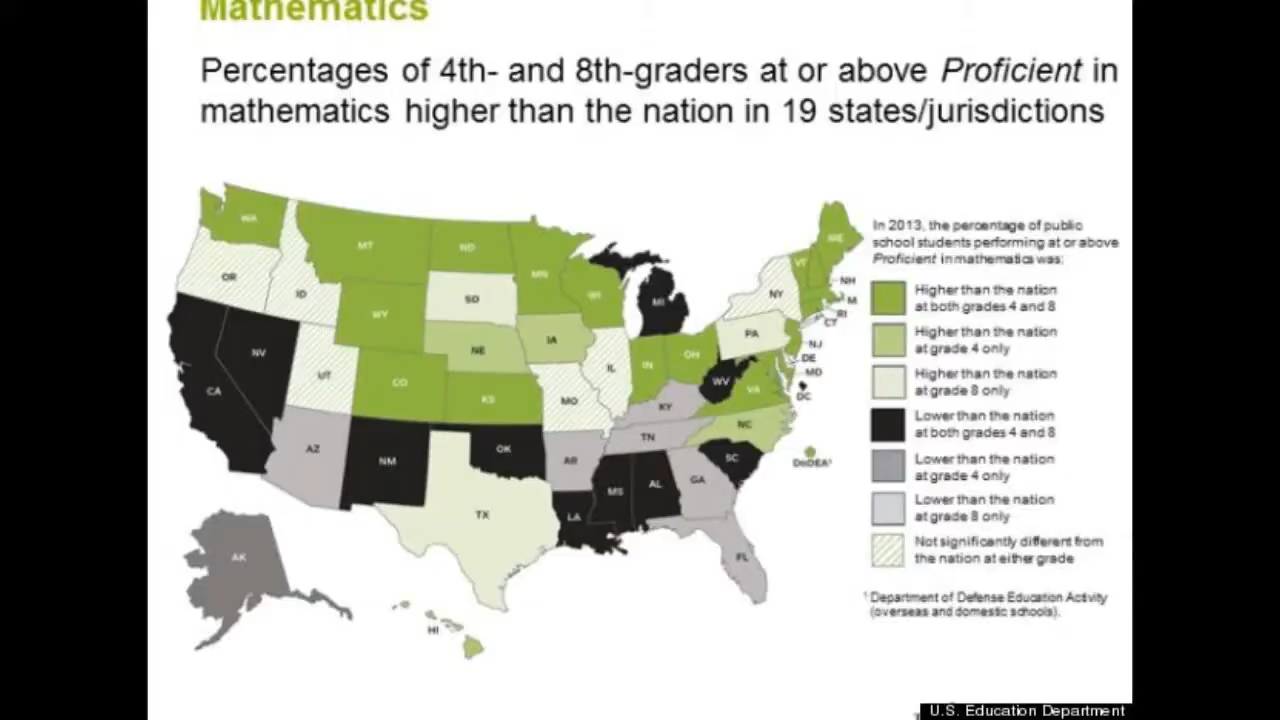 Mathematics
Percentages of 4th- and 8th-graders at or above Proficient in
mathematics higher than the nation in 19 states/jurisdictions
In 2013, the percentage of public
school students performing at or above
Proficient in mathematics was:
Higher than the nation
at both grades 4 and 8
Higher than the nation
at grade 4 only
Higher than the nation
at grade 8 only
Lower than the nation
at both grades 4 and 8
Lower than the nation
at grade 4 only
Lower than the nation
at grade 8 only
Not significantly different from
the nation at either grade
¹ Department of Defense Education Activity
(overseas and domestic schools).
WA
MT
ND
MN
WI
MI
VT
ME
NH
M
RI
CT
NY
OR
ID
SD
WY
NE
IA
PA
NJ
DE
MD
DC
NV
UT
CO
KS
MO
IL
IN
OH
WV
VA
KY
CA
AZ
NM
OK
AR
TN
NC
SC
DoDEA¹
TX
LA
MS
AL
GA
FL
AK
HI
U.S. Education Department